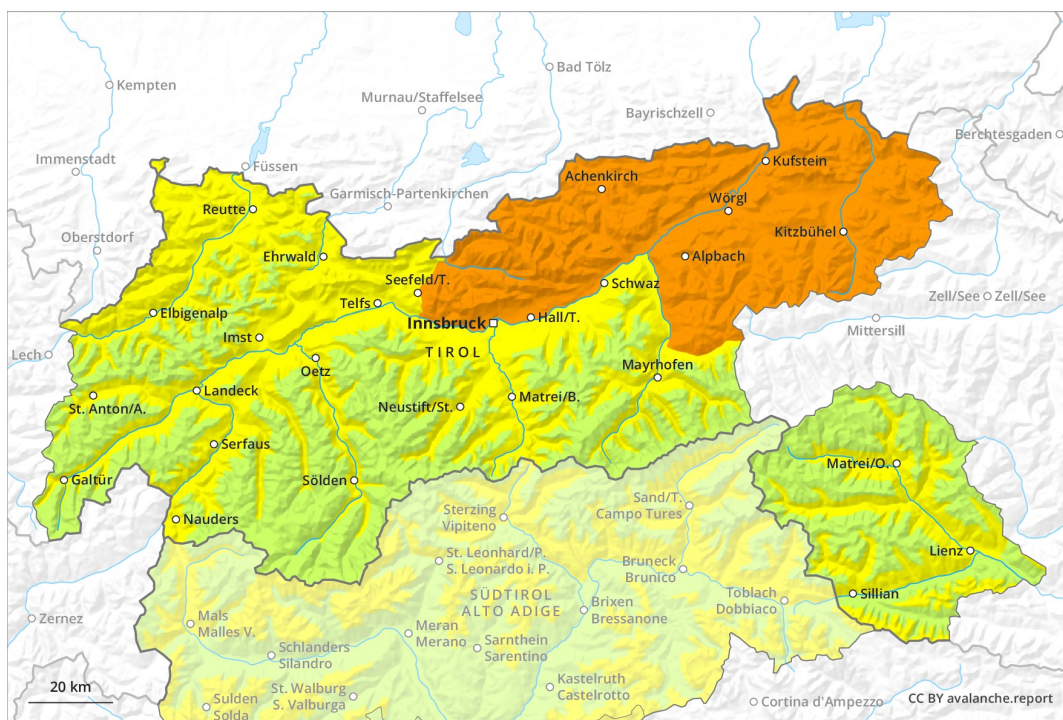 Kempten
Bad Tölz
Murnau/Staffelsee
Bayrischzell
Berchtesgaden
Immenstadt
Füssen
Kufstein
Achenkirch
Garmisch-Partenkirchen
Wörgl
Reutte
Oberstdorf
Kitzbühel
Ehrwald
Alpbach
Seefeld/T.
Schwaz
Zell/See
Zell/See
Telfs
Elbigenalp
Hall/T.
Innsbruck
Mittersill
Imst
Lech
TIROL
Oetz
Mayrhofen
Landeck
Matrei/B.
St. Anton/A.
Neustift/St.
Serfaus
Matrei/O.
Galtür
Sölden
Sand/T.
Campo Tures
Sterzing
Vipiteno
Nauders
Lienz
St. Leonhard/P.
S. Leonardo i. P.
Bruneck
Brunico
SÜDTIROL
ALTO ADIGE
Toblach
Dobbiaco
Sillian
Brixen
Bressanone
Zernez
Mals
Malles V.
Meran
Merano
Sarnthein
Sarentino
Schlanders
Silandro
20 km
St. Walburg
S. Valburga
Kastelruth
Castelrotto
Sulden
Solda
Cortina d'Ampezzo
CC BY avalanche.report